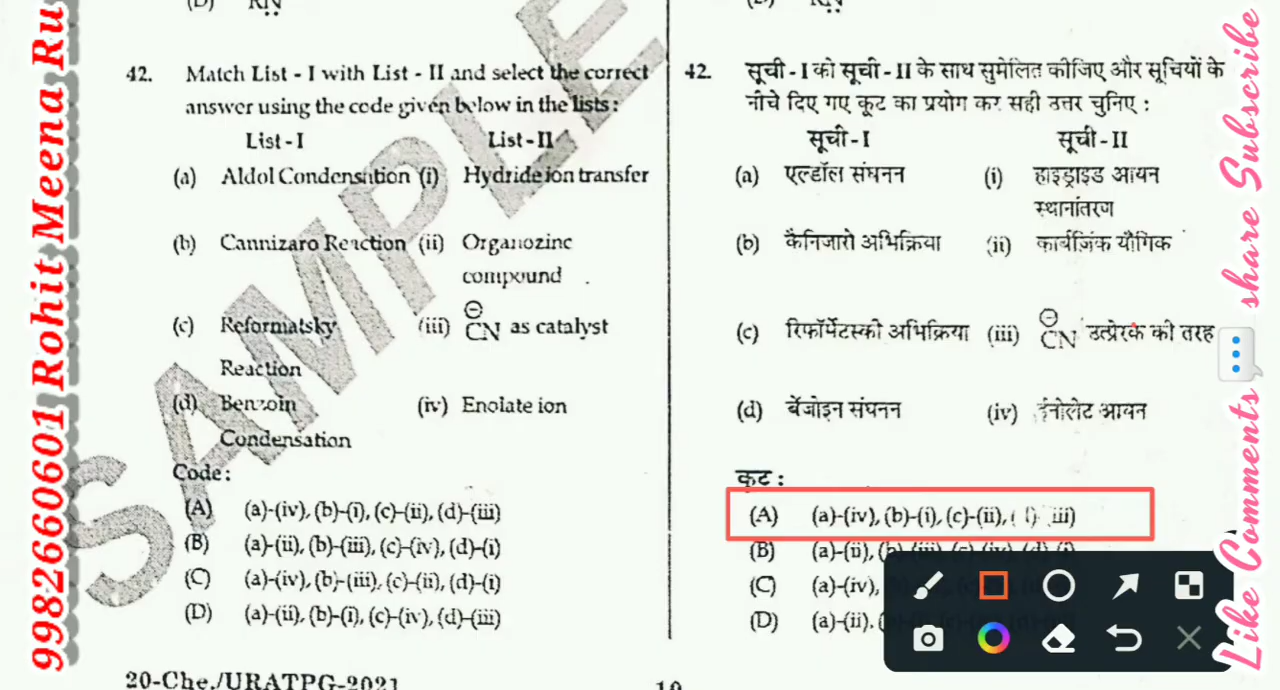 9982660601 Rohit Meena Ru
42. Match List - I with List - II and select the correct
answer using the code given below in the lists :
List - I List - II
(a) Aldol Condensation (i) Hydride ion transfer
(b) Cannizaro Reaction (ii) Organozinc
compound
(c) Reformatsky (iii) ⊖CN as catalyst
Reaction
(d) Benzoin (iv) Enolate ion
Condensation
Code :
(A) (a)-(iv), (b)-(i), (c)-(ii), (d)-(iii)
(B) (a)-(ii), (b)-(iii), (c)-(iv), (d)-(i)
(C) (a)-(iv), (b)-(iii), (c)-(ii), (d)-(i)
(D) (a)-(ii), (b)-(i), (c)-(iv), (d)-(iii)
20-Che./URATPG-2021 10
42. सूची - I को सूची - II के साथ सुमेलित कीजिए और सूचियों के
नीचे दिए गए कूट का प्रयोग कर सही उत्तर चुनिए :
सूची - I सूची - II
(a) एल्डॉल संघनन (i) हाइड्राइड आयन
स्थानांतरण
(b) कैनिजारो अभिक्रिया (ii) कार्बज़िंक यौगिक
(c) रिफॉर्मेटस्की अभिक्रिया (iii) ⊖CN उत्प्रेरक की तरह
(d) बेंजोइन संघनन (iv) ईनोलेट आयन
कूट :
(A) (a)-(iv), (b)-(i), (c)-(ii), (iii)
(B) (a)-(ii), (b)-(iii), (c)-(iv), (d)-(i)
(C) (a)-(iv),
(D) (a)-(ii),
SAMPLE
Like Comments share Subscribe